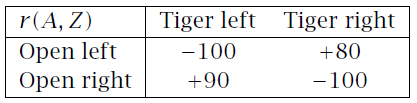 r(A, Z) Tiger left Tiger right
Open left −100 +80
Open right +90 −100